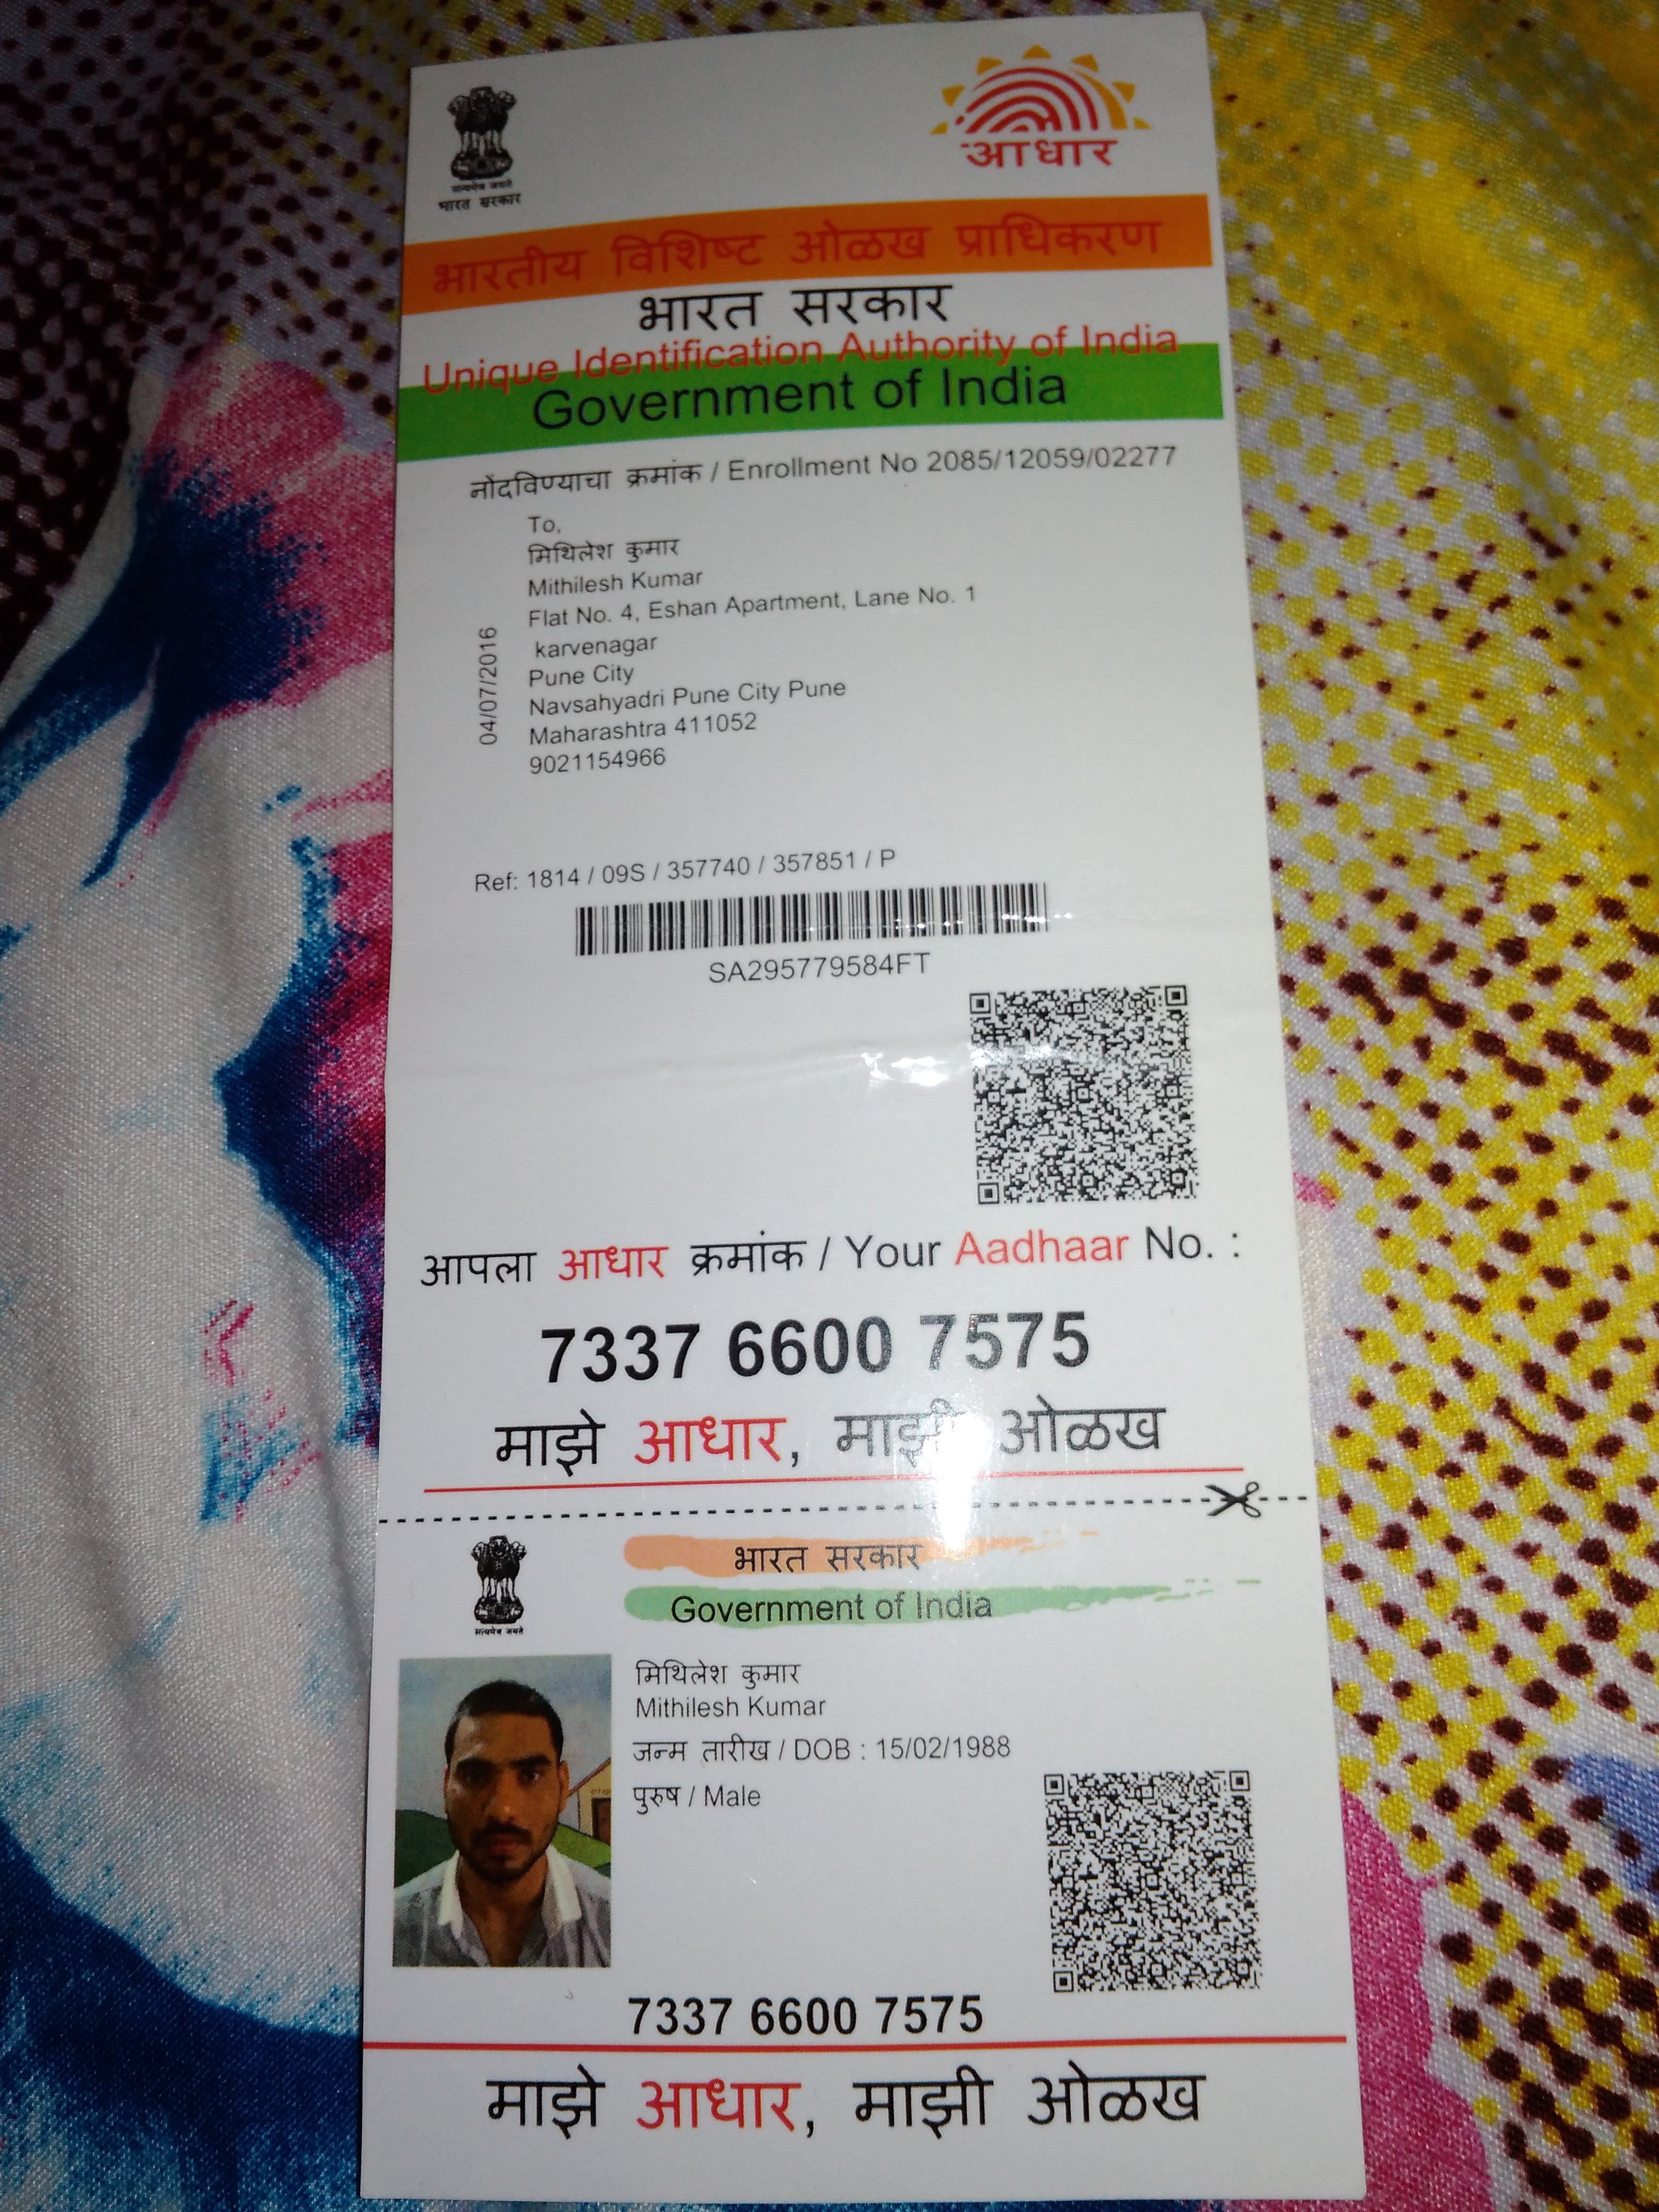 सत्यमेव जयते
भारत सरकार
आधार
भारतीय विशिष्ट ओळख प्राधिकरण
भारत सरकार
Unique Identification Authority of India
Government of India
नोंदविण्याचा क्रमांक / Enrollment No 2085/12059/02277
To,
मिथिलेश कुमार
Mithilesh Kumar
Flat No. 4, Eshan Apartment, Lane No. 1
karvenagar
Pune City
Navsahyadri Pune City Pune
Maharashtra 411052
9021154966
04/07/2016
Ref: 1814 / 09S / 357740 / 357851 / P
SA295779584FT
आपला आधार क्रमांक / Your Aadhaar No. :
7337 6600 7575
माझे आधार, माझी ओळख
भारत सरकार
Government of India
सत्यमेव जयते
मिथिलेश कुमार
Mithilesh Kumar
जन्म तारीख / DOB : 15/02/1988
पुरुष / Male
7337 6600 7575
माझे आधार, माझी ओळख